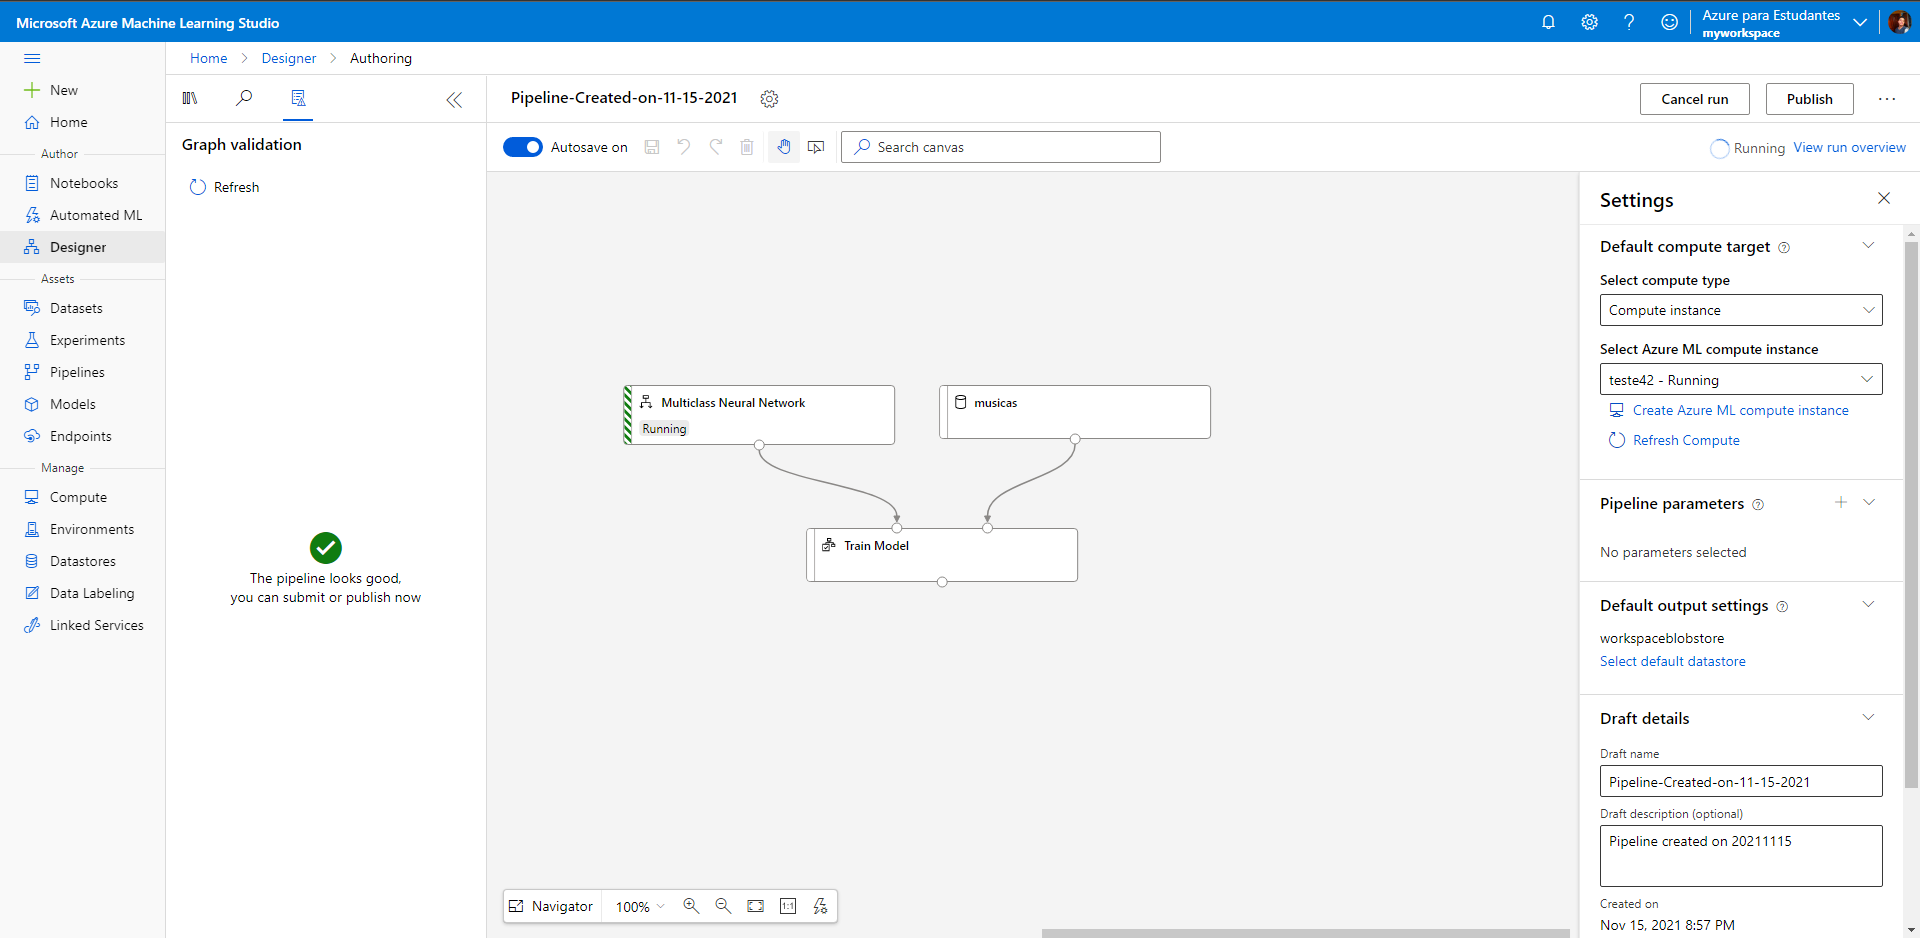 Microsoft Azure Machine Learning Studio
Azure para Estudantes
myworkspace
New
Home
Author
Notebooks
Automated ML
Designer
Assets
Datasets
Experiments
Pipelines
Models
Endpoints
Manage
Compute
Environments
Datastores
Data Labeling
Linked Services
Home > Designer > Authoring
Graph validation
Refresh
The pipeline looks good,
you can submit or publish now
Pipeline-Created-on-11-15-2021
Cancel run
Publish
Autosave on
Search canvas
Running
View run overview
Multiclass Neural Network
Running
musicas
Train Model
Navigator
100%
1:1
Settings
Default compute target
Select compute type
Compute instance
Select Azure ML compute instance
teste42 - Running
Create Azure ML compute instance
Refresh Compute
Pipeline parameters
No parameters selected
Default output settings
workspaceblobstore
Select default datastore
Draft details
Draft name
Pipeline-Created-on-11-15-2021
Draft description (optional)
Pipeline created on 20211115
Created on
Nov 15, 2021 8:57 PM